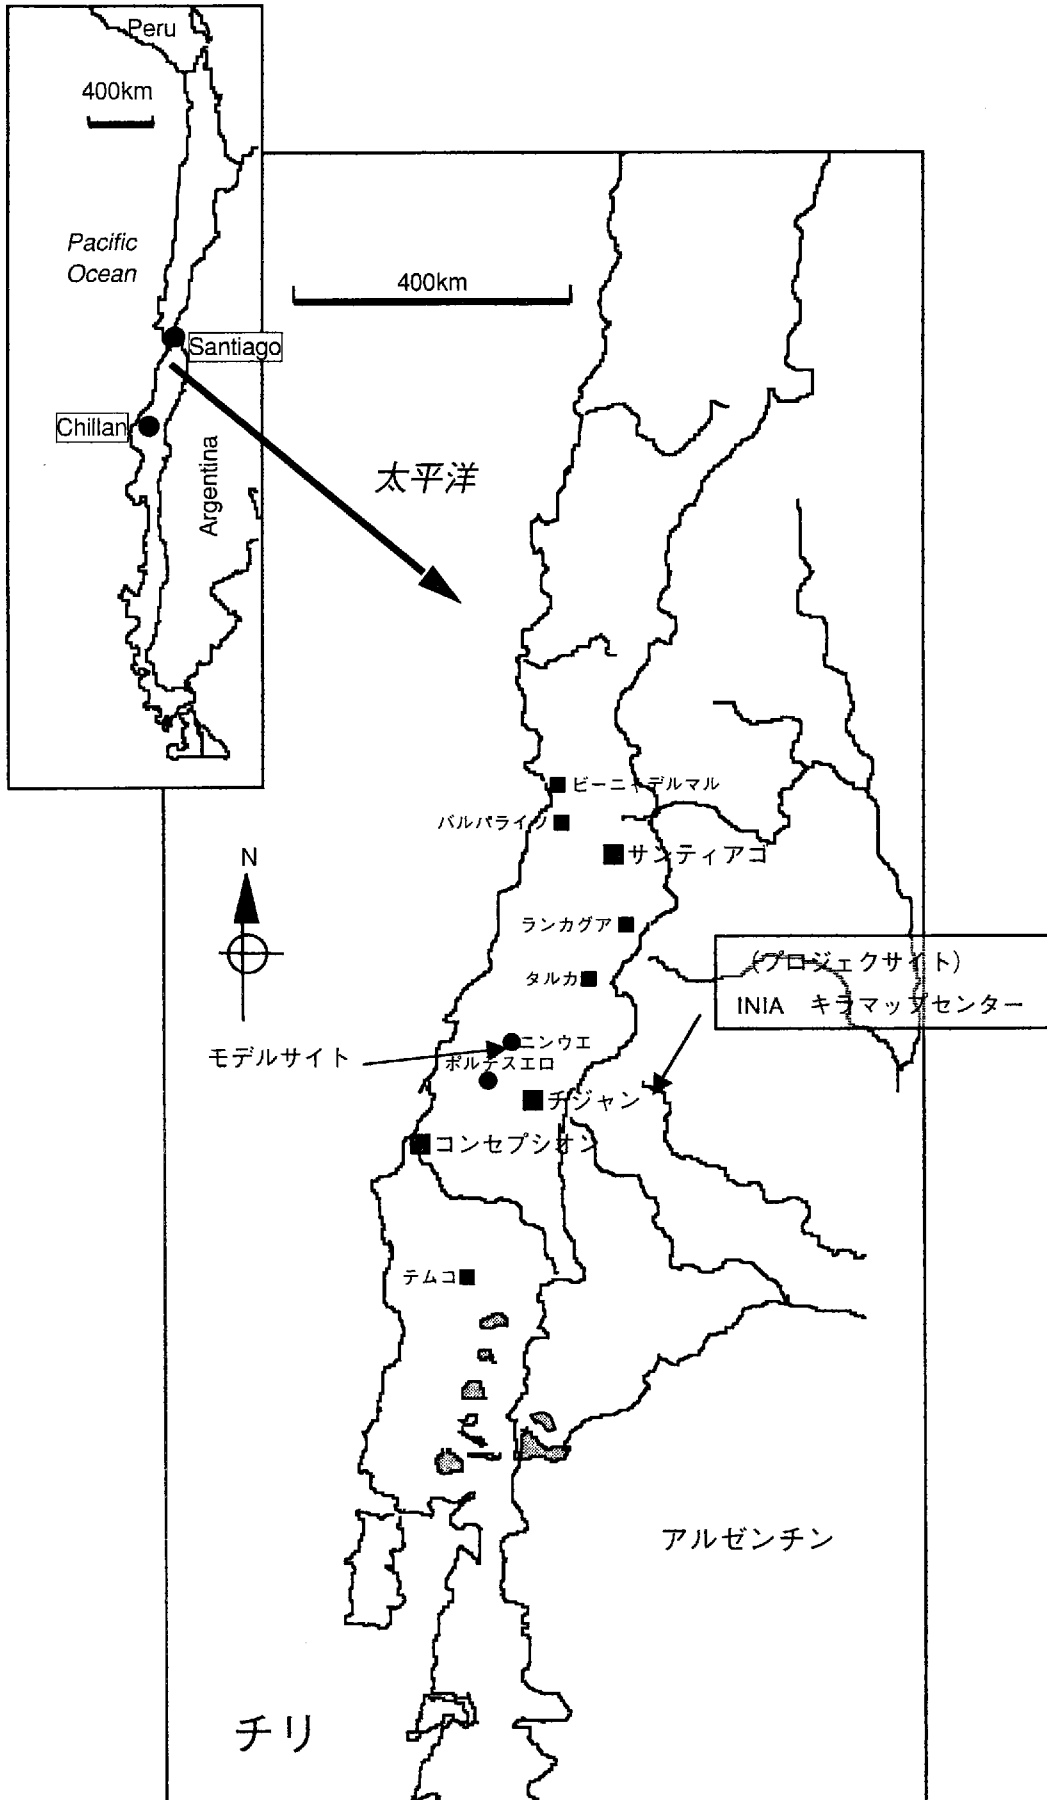 Peru
400km
Pacific
Ocean
Santiago
Chillan
Argentina
400km
太平洋
ビーニャデルマル
バルパライソ
サンティアゴ
N
ランカグア
（プロジェクサイト）
INIA キラマップセンター
タルカ
モデルサイト
ニンウエ
ポルテスエロ
チジャン
コンセプシオン
テムコ
アルゼンチン
チリ